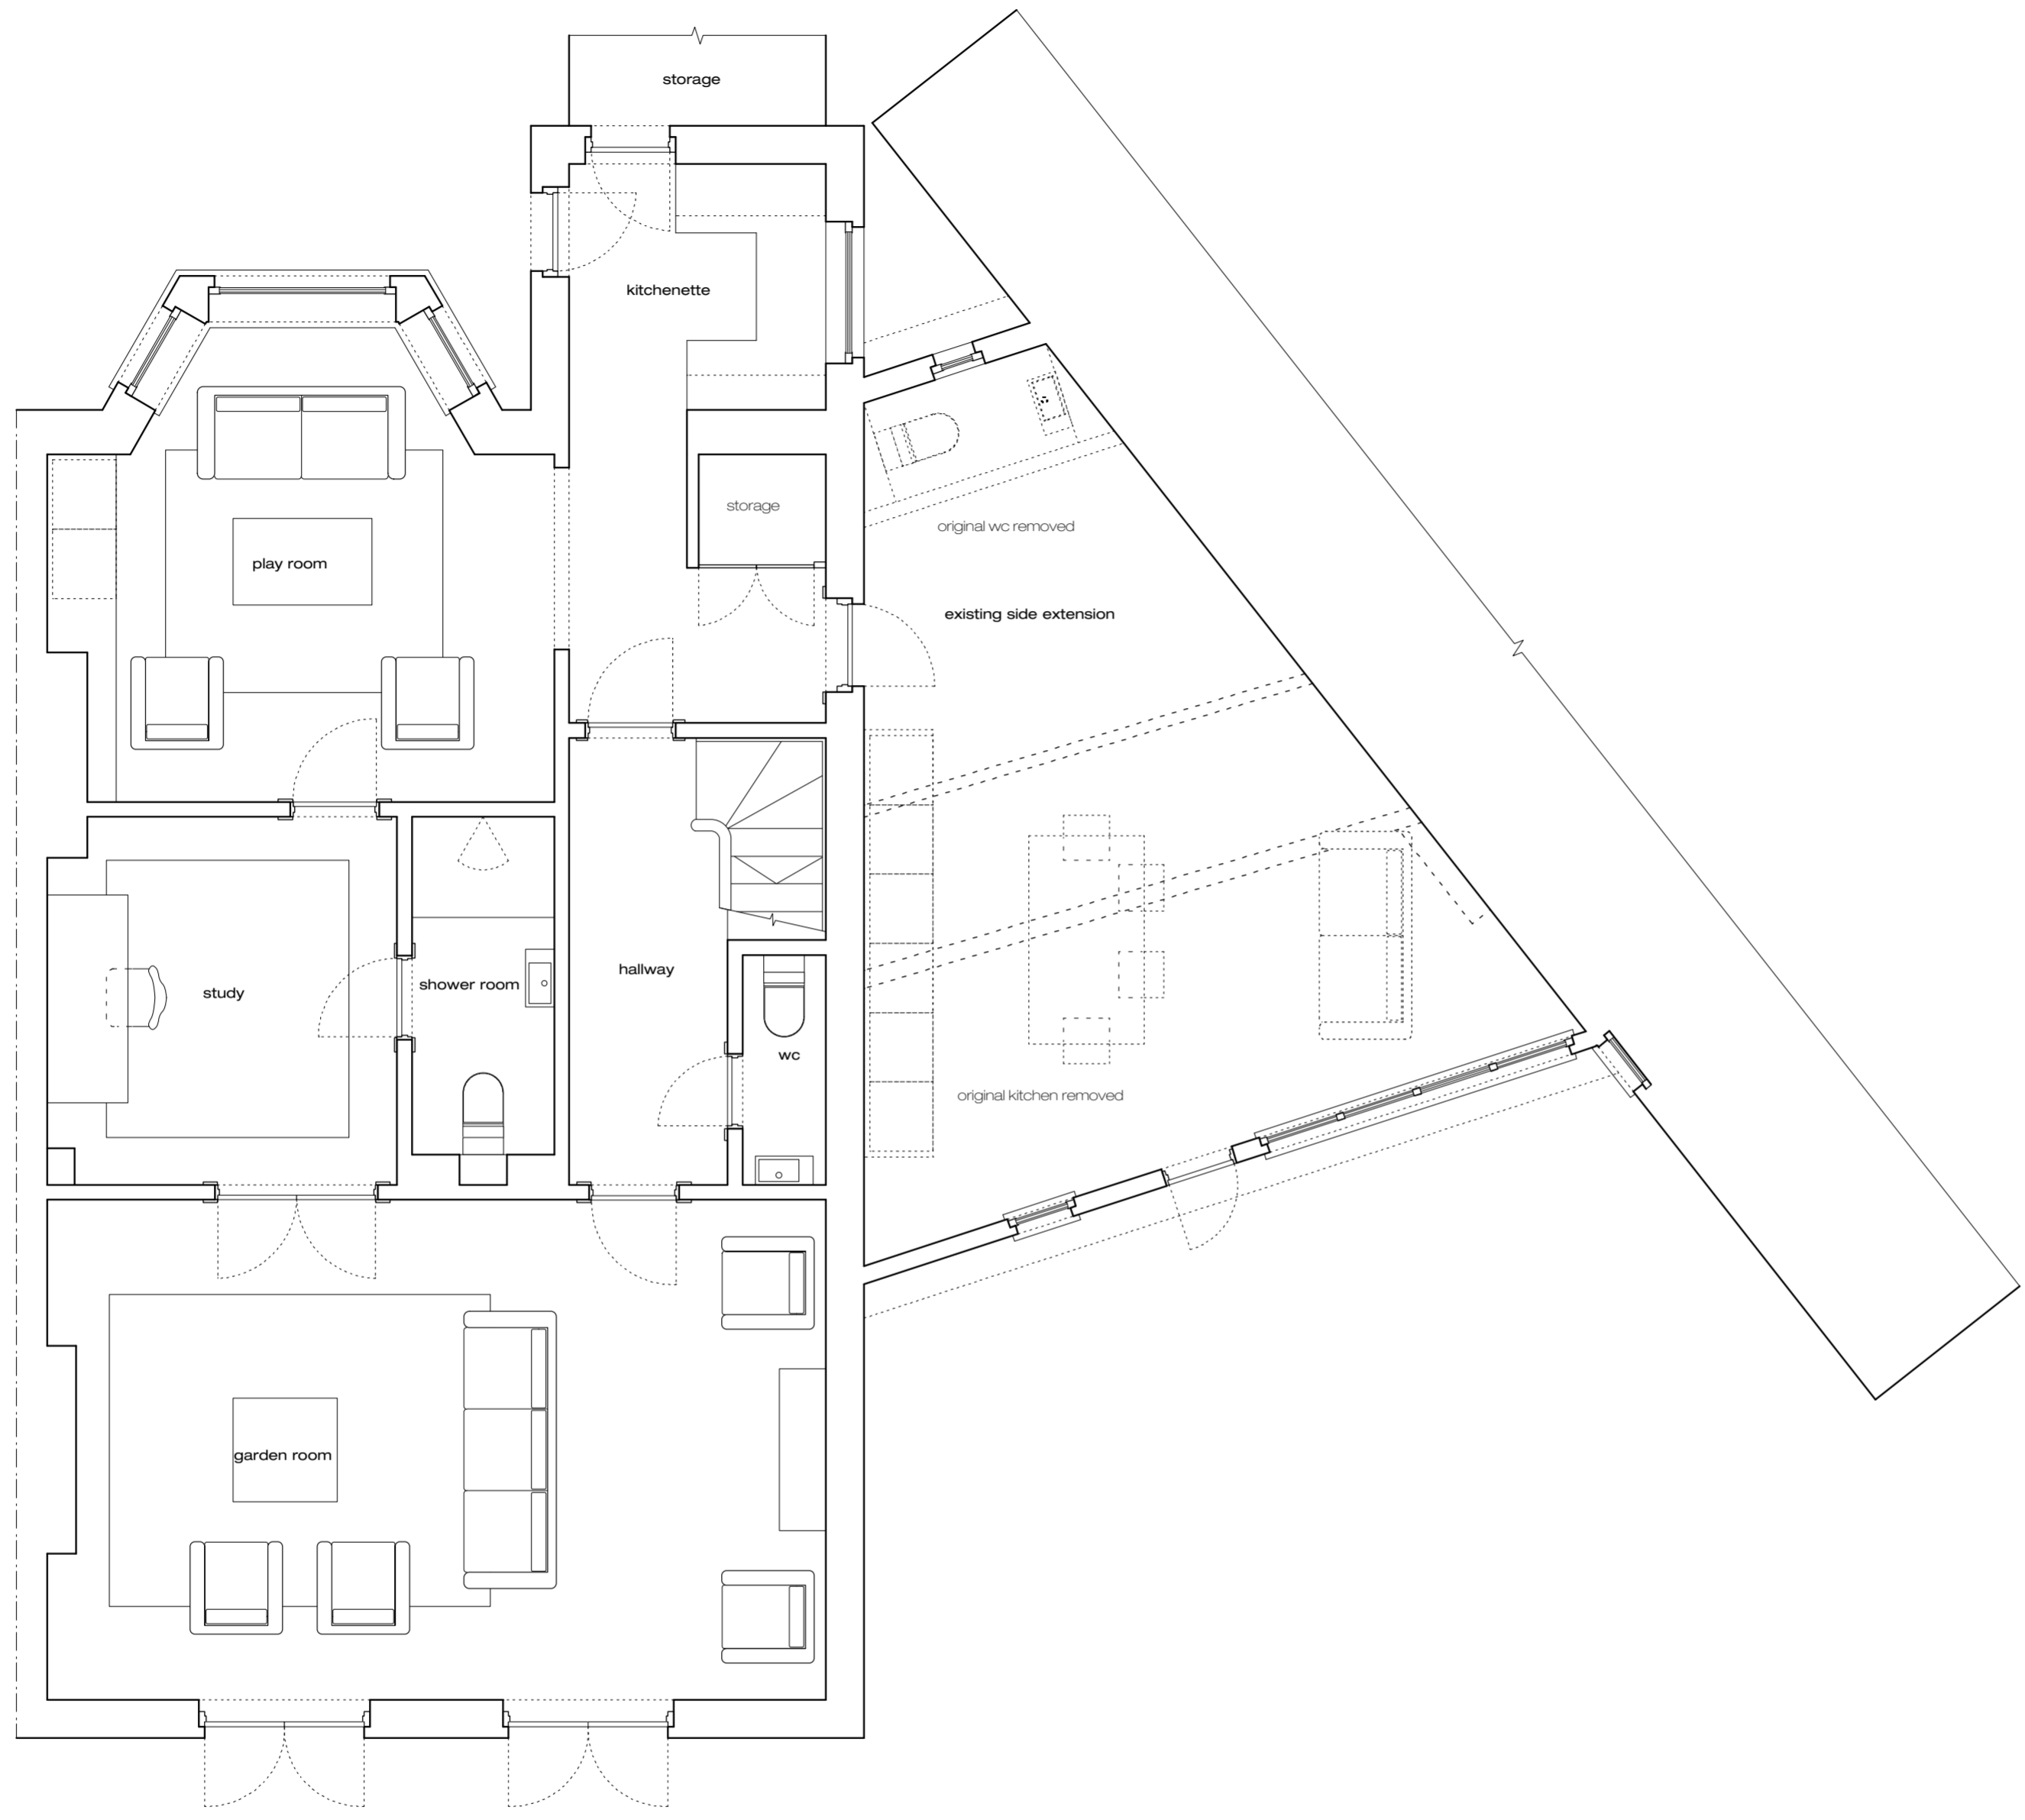 storage
kitchenette
storage
original wc removed
play room
existing side extension
hallway
shower room
study
wc
original kitchen removed
garden room